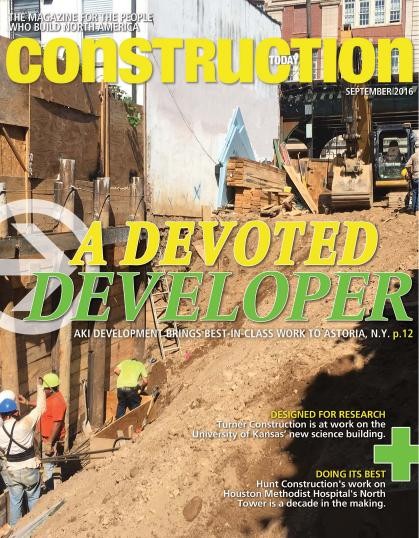 THE MAGAZINE FOR THE PEOPLE
WHO BUILD NORTH AMERICA
CONSTRUCTION
TODAY
SEPTEMBER 2016
A DEVOTED
DEVELOPER
AKI DEVELOPMENT BRINGS BEST-IN-CLASS WORK TO ASTORIA, N.Y. p.12
DESIGNED FOR RESEARCH
Turner Construction is at work on the
University of Kansas' new science building.
DOING ITS BEST
Hunt Construction's work on
Houston Methodist Hospital's North
Tower is a decade in the making.